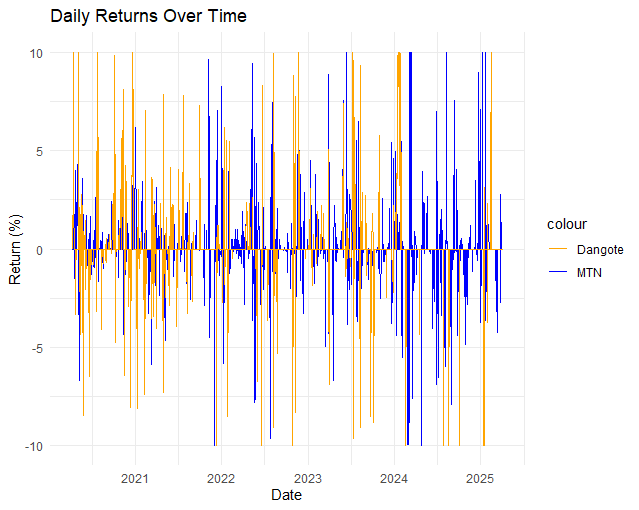 Daily Returns Over Time
10
5
0
-5
-10
Return (%)
2021 2022 2023 2024 2025
Date
colour
Dangote
MTN